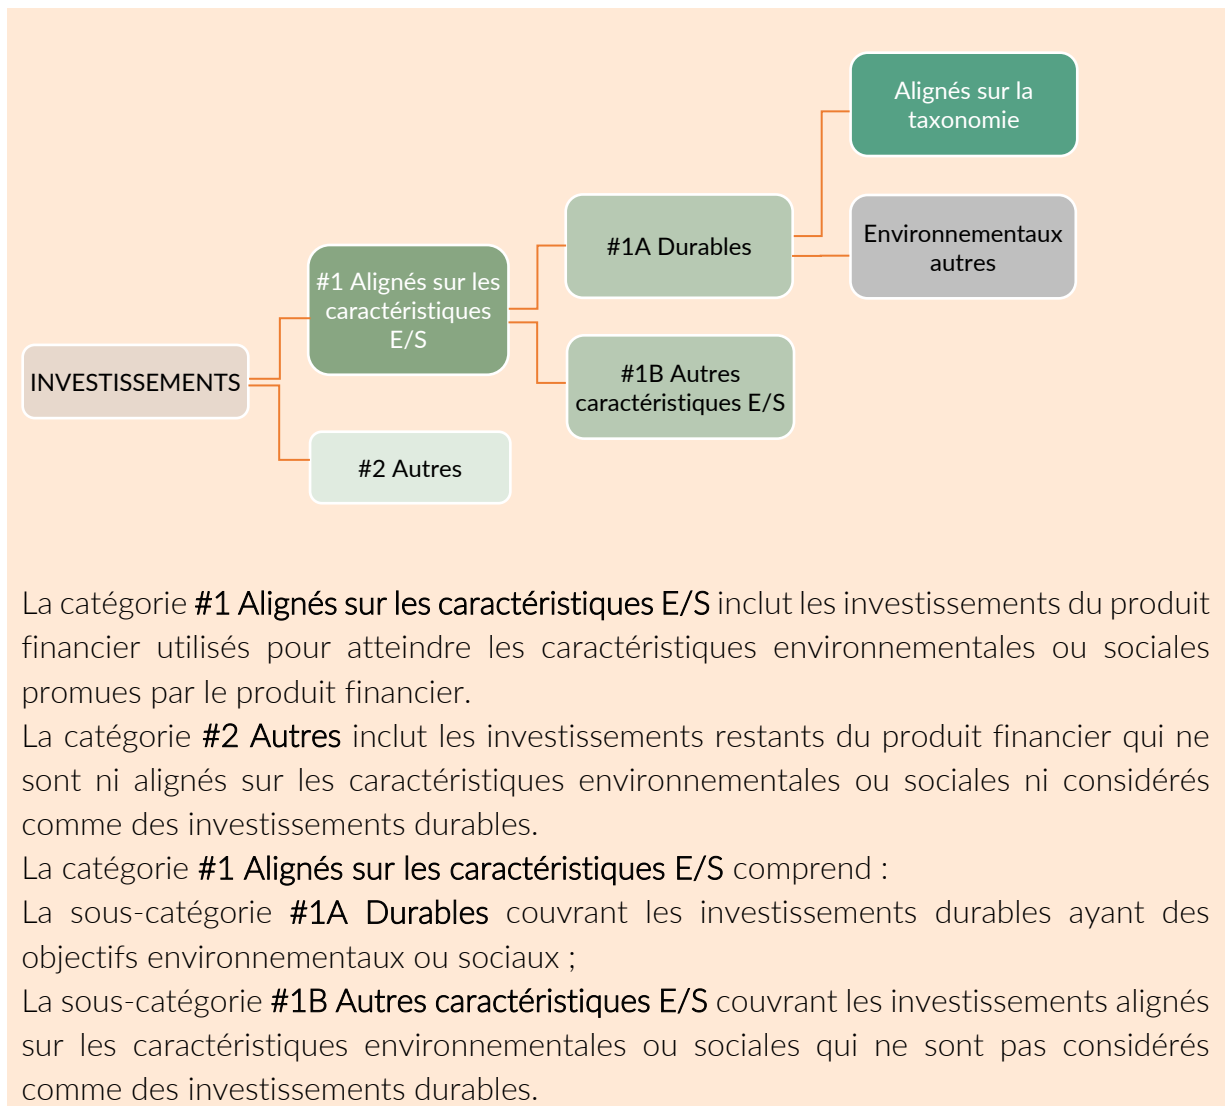 Alignés sur la
taxonomie
Environnementaux
autres
#1A Durables
#1 Alignés sur les
caractéristiques
E/S
#1B Autres
caractéristiques E/S
INVESTISSEMENTS
#2 Autres
La catégorie #1 Alignés sur les caractéristiques E/S inclut les investissements du produit
financier utilisés pour atteindre les caractéristiques environnementales ou sociales
promues par le produit financier.
La catégorie #2 Autres inclut les investissements restants du produit financier qui ne
sont ni alignés sur les caractéristiques environnementales ou sociales ni considérés
comme des investissements durables.
La catégorie #1 Alignés sur les caractéristiques E/S comprend :
La sous-catégorie #1A Durables couvrant les investissements durables ayant des
objectifs environnementaux ou sociaux ;
La sous-catégorie #1B Autres caractéristiques E/S couvrant les investissements alignés
sur les caractéristiques environnementales ou sociales qui ne sont pas considérés
comme des investissements durables.